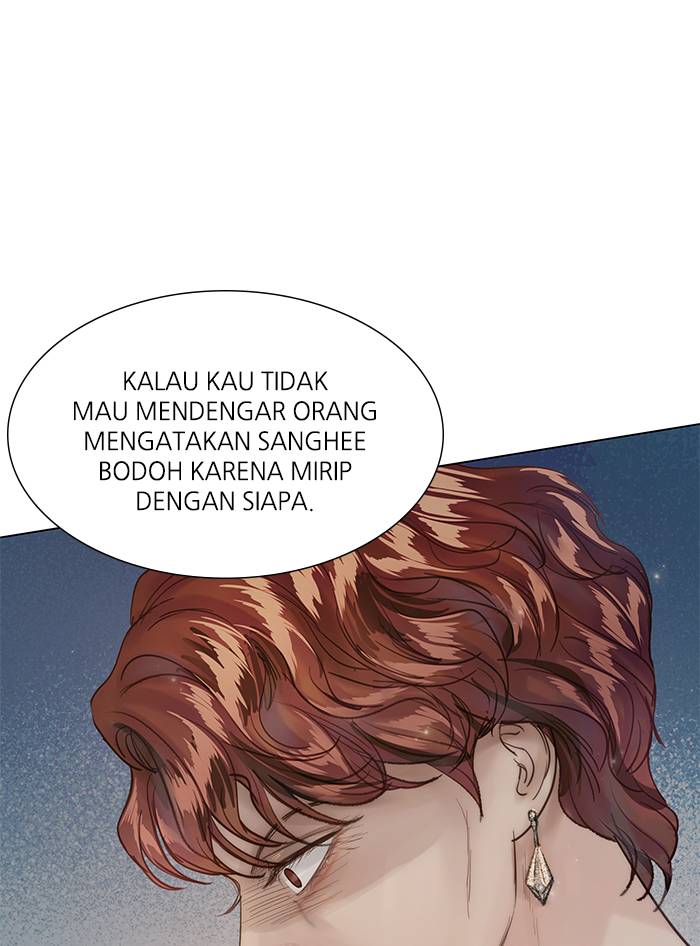 KALAU KAU TIDAK
MAU MENDENGAR ORANG
MENGATAKAN SANGHEE
BODOH KARENA MIRIP
DENGAN SIAPA.